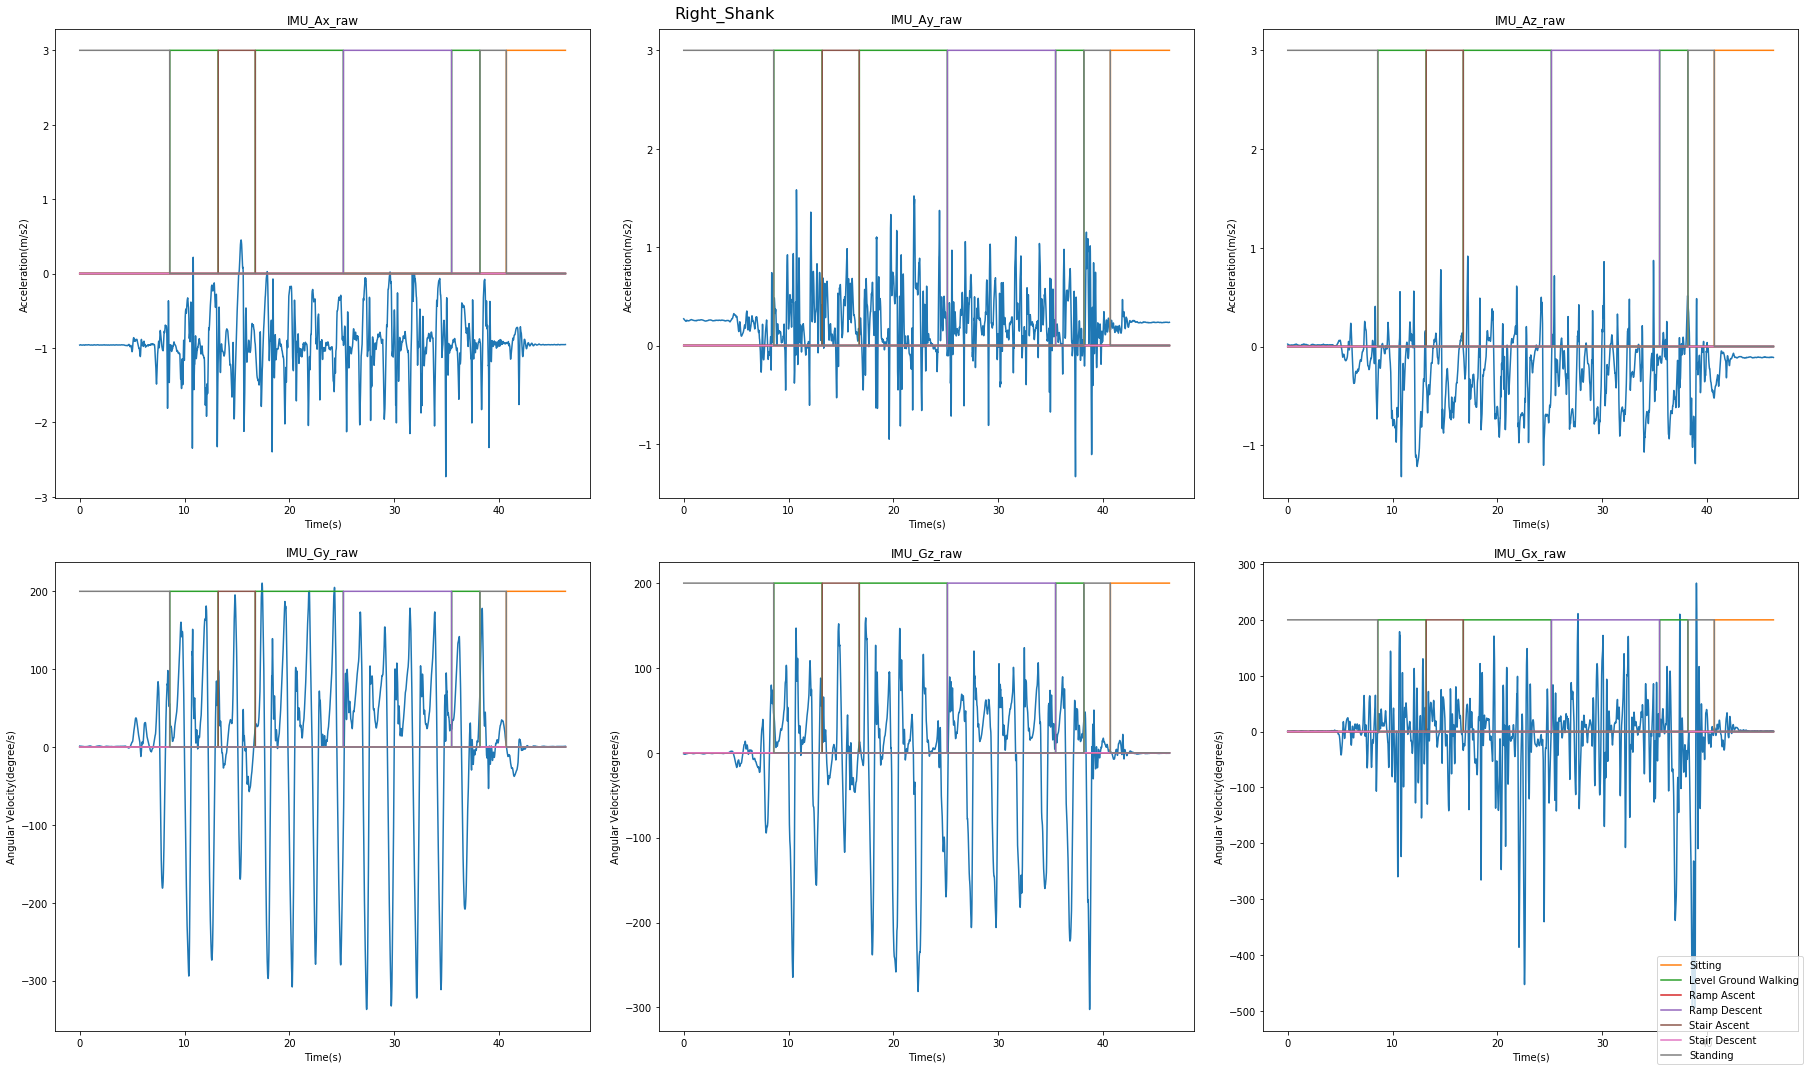 Right_Shank
IMU_Ax_raw
IMU_Ay_raw
IMU_Az_raw
Acceleration(m/s2)
3
2
1
0
−1
−2
−3
0 10 20 30 40
Time(s)
Acceleration(m/s2)
3
2
1
0
−1
0 10 20 30 40
Time(s)
Acceleration(m/s2)
3
2
1
0
−1
0 10 20 30 40
Time(s)
IMU_Gy_raw
IMU_Gz_raw
IMU_Gx_raw
Angular Velocity(degree/s)
200
100
0
−100
−200
−300
0 10 20 30 40
Time(s)
Angular Velocity(degree/s)
200
100
0
−100
−200
−300
0 10 20 30 40
Time(s)
Angular Velocity(degree/s)
300
200
100
0
−100
−200
−300
−400
−500
0 10 20 30
Time(s)
Sitting
Level Ground Walking
Ramp Ascent
Ramp Descent
Stair Ascent
Stair Descent
Standing